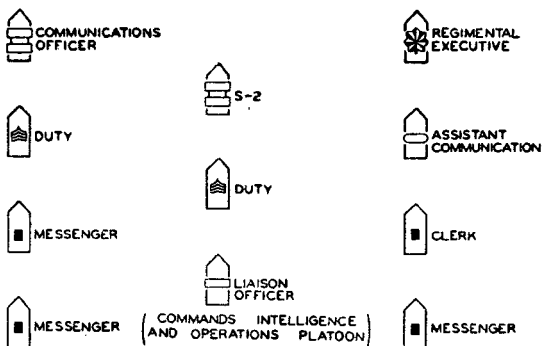 COMMUNICATIONS
OFFICER
REGIMENTAL
EXECUTIVE
S-2
DUTY
ASSISTANT
COMMUNICATION
DUTY
MESSENGER
CLERK
LIAISON
OFFICER
MESSENGER
(COMMANDS INTELLIGENCE
AND OPERATIONS PLATOON)
MESSENGER